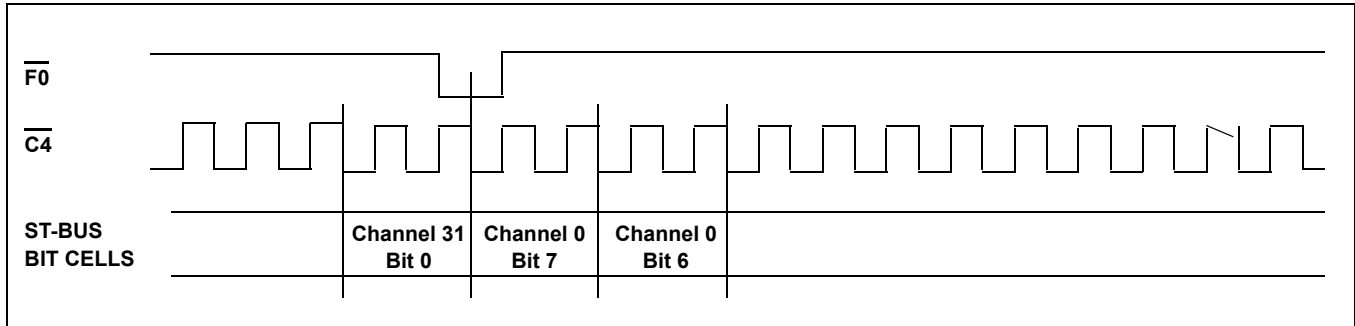 F0
C4
ST-BUS
BIT CELLS
Channel 31
Bit 0
Channel 0
Bit 7
Channel 0
Bit 6